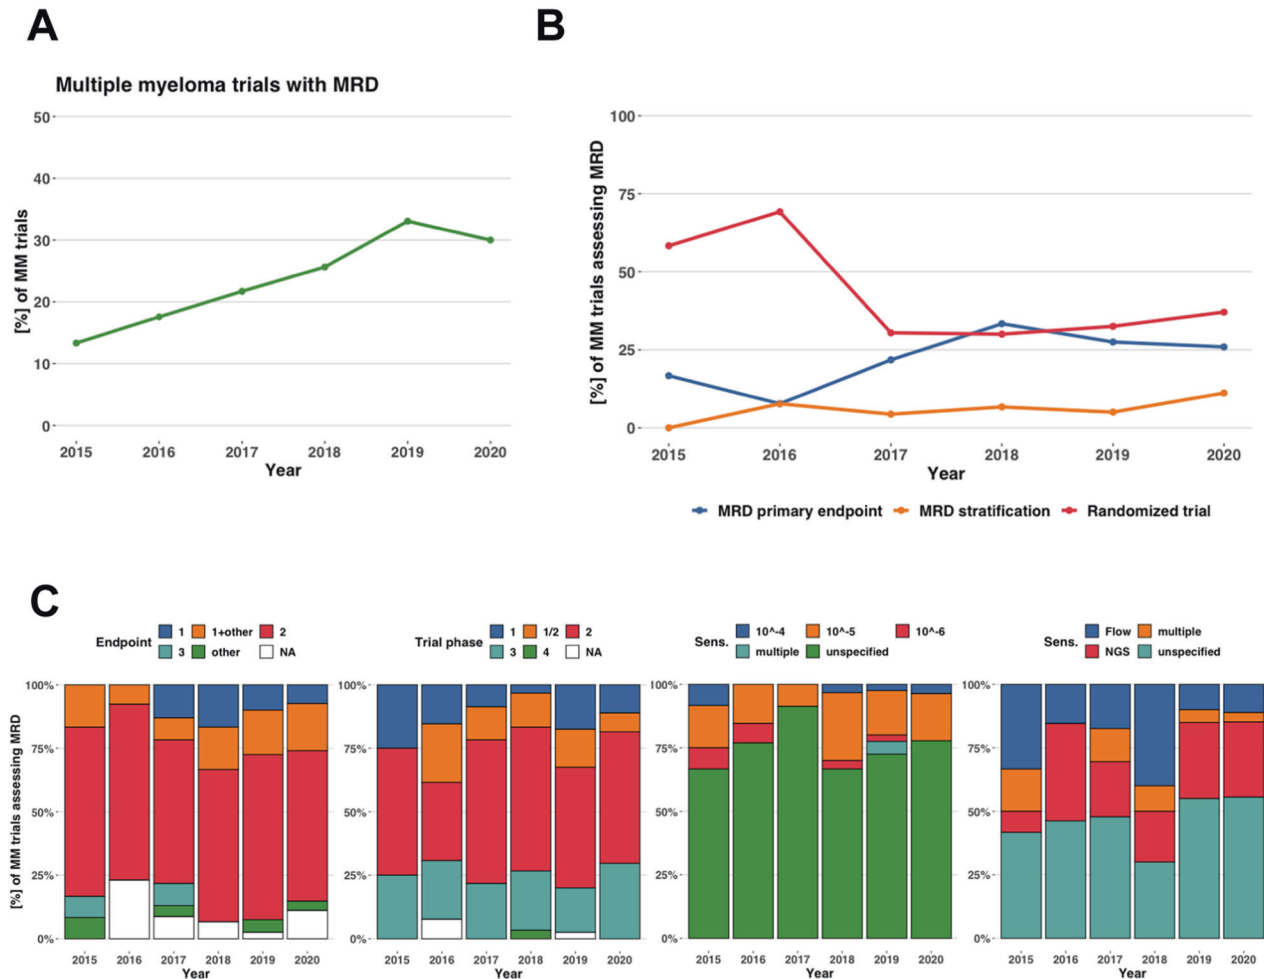 A
B
Multiple myeloma trials with MRD
[%] of MM trials
50
40
30
20
10
0
2015 2016 2017 2018 2019 2020
Year
[%] of MM trials assessing MRD
100
75
50
25
0
2015 2016 2017 2018 2019 2020
Year
MRD primary endpoint MRD stratification Randomized trial
C
[%] of MM trials assessing MRD
Endpoint 1 1+other 2
3 other NA
100%
75%
50%
25%
0%
2015 2016 2017 2018 2019 2020
Year
Trial phase 1 1/2 2
3 4 NA
100%
75%
50%
25%
0%
2015 2016 2017 2018 2019 2020
Year
Sens. 10^-4 10^-5 10^-6
multiple unspecified
100%
75%
50%
25%
0%
2015 2016 2017 2018 2019 2020
Year
Sens. Flow multiple
NGS unspecified
100%
75%
50%
25%
0%
2015 2016 2017 2018 2019 2020
Year